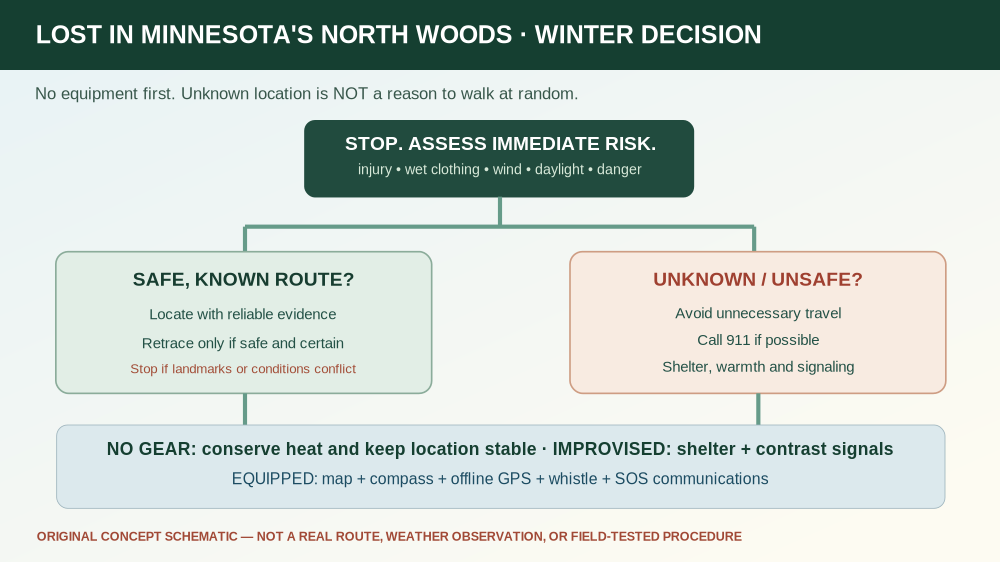 LOST IN MINNESOTA'S NORTH WOODS · WINTER DECISION
No equipment first. Unknown location is NOT a reason to walk at random.
STOP. ASSESS IMMEDIATE RISK.
injury • wet clothing • wind • daylight • danger
SAFE, KNOWN ROUTE?
Locate with reliable evidence
Retrace only if safe and certain
Stop if landmarks or conditions conflict
UNKNOWN / UNSAFE?
Avoid unnecessary travel
Call 911 if possible
Shelter, warmth and signaling
NO GEAR: conserve heat and keep location stable · IMPROVISED: shelter + contrast signals
EQUIPPED: map + compass + offline GPS + whistle + SOS communications
ORIGINAL CONCEPT SCHEMATIC — NOT A REAL ROUTE, WEATHER OBSERVATION, OR FIELD-TESTED PROCEDURE